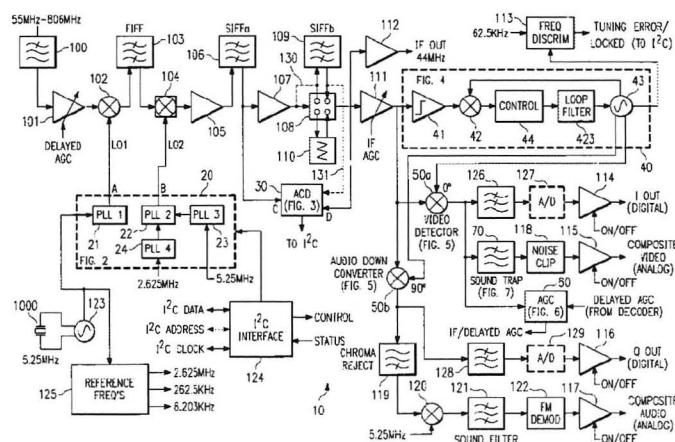 55MHz-806MHz
100
FIFF
103
SIFFa
106
SIFFb
109
112
IF OUT
44MHz
113
FREQ
DISCRIM
62.5KHz
TUNING ERROR/
LOCKED (TO I²C)
101
DELAYED AGC
102
LO1
104
LO2
105
107
130
108
110
131
111
IF
AGC
FIG. 4
41
42
CONTROL
44
LOOP
FILTER
423
43
40
A
B
20
PLL 1
21
PLL 2
22
PLL 3
23
PLL 4
24
FIG. 2
2.625MHz
5.25MHz
30
ACD
(FIG. 3)
C
D
TO I²C
50a
0°
VIDEO
DETECTOR
(FIG. 5)
126
127
A/D
114
I OUT
(DIGITAL)
ON/OFF
70
SOUND TRAP
(FIG. 7)
118
NOISE
CLIP
115
COMPOSITE
VIDEO
(ANALOG)
ON/OFF
60
AGC
(FIG. 6)
DELAYED AGC
(FROM DECODER)
IF/DELAYED AGC
AUDIO DOWN
CONVERTER
(FIG. 5)
50b
90°
1000
123
5.25MHz
I²C DATA
I²C ADDRESS
I²C CLOCK
I²C
INTERFACE
124
CONTROL
STATUS
125
REFERENCE
FREQ'S
2.625MHz
262.5KHz
6.203KHz
10
CHROMA
REJECT
119
128
129
A/D
116
Q OUT
(DIGITAL)
ON/OFF
120
5.25MHz
121
SOUND FILTER
122
FM
DEMOD
117
COMPOSITE
AUDIO
(ANALOG)
ON/OFF